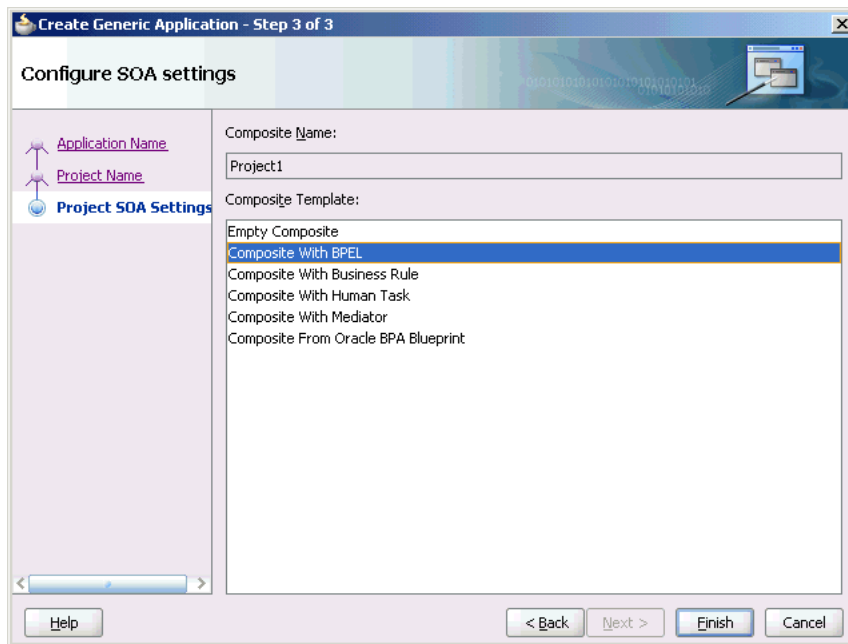 Create Generic Application - Step 3 of 3
Configure SOA settings
Application Name
Project Name
Project SOA Settings
Composite Name:
Project1
Composite Template:
Empty Composite
Composite With BPEL
Composite With Business Rule
Composite With Human Task
Composite With Mediator
Composite From Oracle BPA Blueprint
Help
< Back
Next >
Finish
Cancel